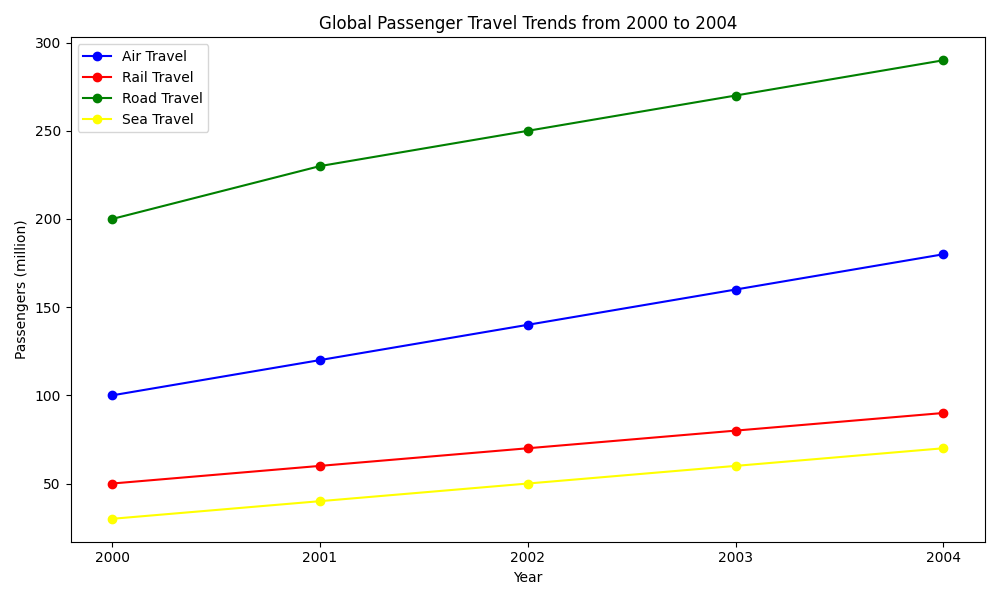 Global Passenger Travel Trends from 2000 to 2004
Air Travel
Rail Travel
Road Travel
Sea Travel
Passengers (million)
300
250
200
150
100
50
2000 2001 2002 2003 2004
Year